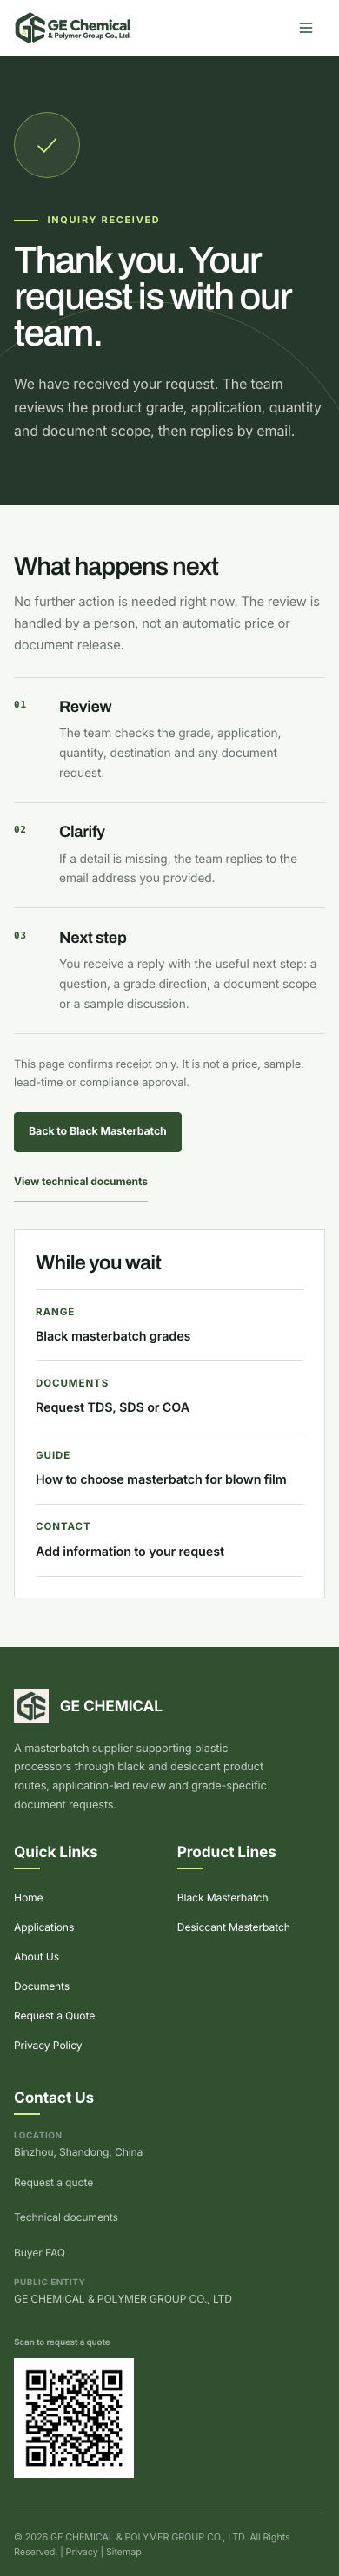 GE Chemical
& Polymer Group Co., Ltd.
INQUIRY RECEIVED
Thank you. Your
request is with our
team.
We have received your request. The team
reviews the product grade, application, quantity
and document scope, then replies by email.
What happens next
No further action is needed right now. The review is
handled by a person, not an automatic price or
document release.
01
Review
The team checks the grade, application,
quantity, destination and any document
request.
02
Clarify
If a detail is missing, the team replies to the
email address you provided.
03
Next step
You receive a reply with the useful next step: a
question, a grade direction, a document scope
or a sample discussion.
This page confirms receipt only. It is not a price, sample,
lead-time or compliance approval.
Back to Black Masterbatch
View technical documents
While you wait
RANGE
Black masterbatch grades
DOCUMENTS
Request TDS, SDS or COA
GUIDE
How to choose masterbatch for blown film
CONTACT
Add information to your request
GE CHEMICAL
A masterbatch supplier supporting plastic
processors through black and desiccant product
routes, application-led review and grade-specific
document requests.
Quick Links
Home
Applications
About Us
Documents
Request a Quote
Privacy Policy
Product Lines
Black Masterbatch
Desiccant Masterbatch
Contact Us
LOCATION
Binzhou, Shandong, China
Request a quote
Technical documents
Buyer FAQ
PUBLIC ENTITY
GE CHEMICAL & POLYMER GROUP CO., LTD
Scan to request a quote
© 2026 GE CHEMICAL & POLYMER GROUP CO., LTD. All Rights
Reserved. | Privacy | Sitemap